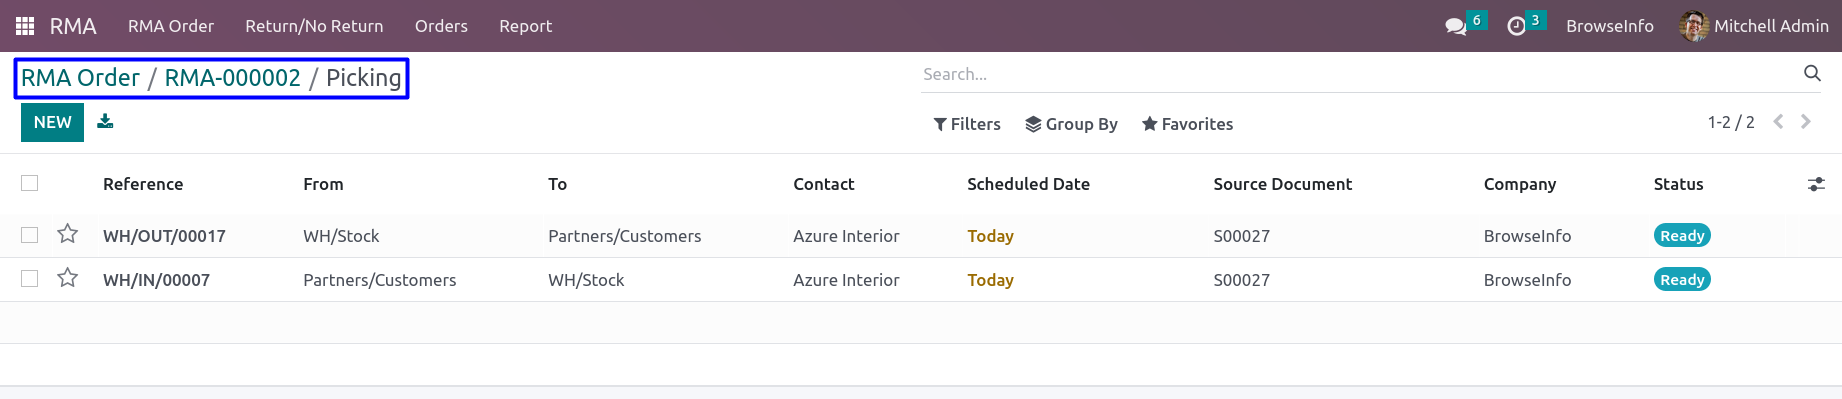 RMA RMA Order Return/No Return Orders Report 6 3 BrowseInfo Mitchell Admin
RMA Order / RMA-000002 / Picking Search...
NEW Filters Group By Favorites 1-2 / 2
Reference From To Contact Scheduled Date Source Document Company Status
WH/OUT/00017 WH/Stock Partners/Customers Azure Interior Today S00027 BrowseInfo Ready
WH/IN/00007 Partners/Customers WH/Stock Azure Interior Today S00027 BrowseInfo Ready